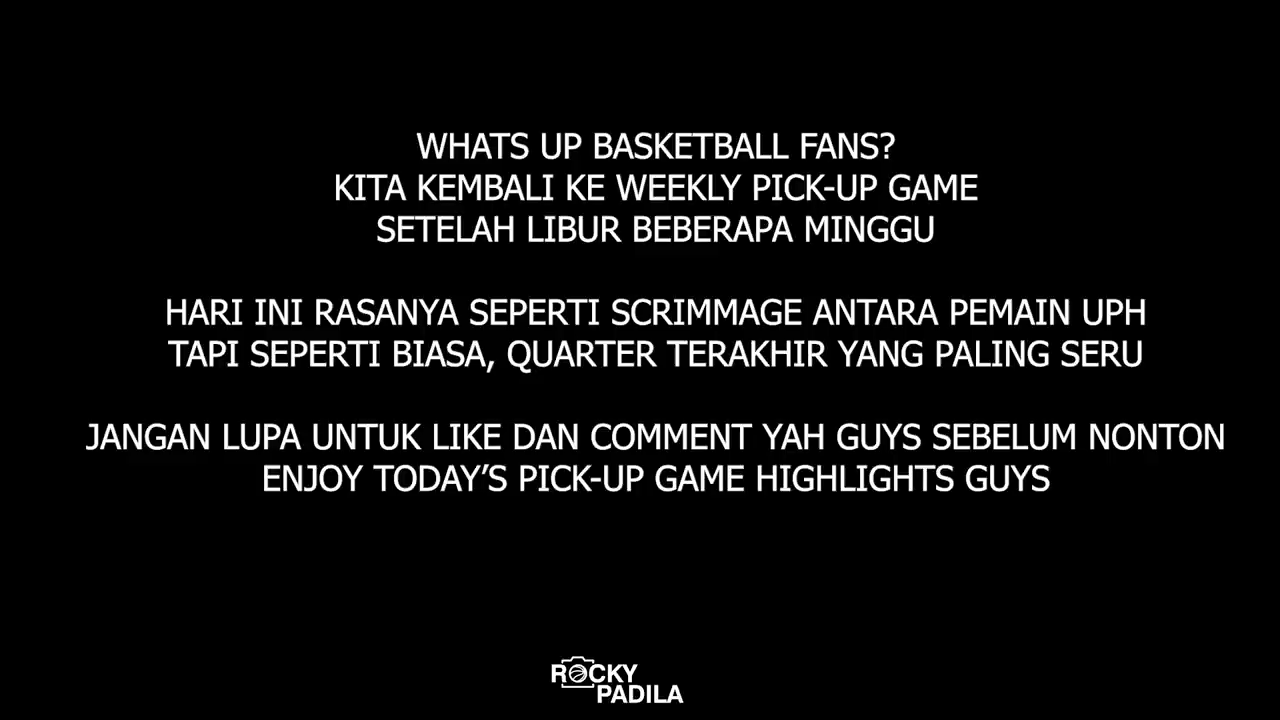 WHATS UP BASKETBALL FANS?
KITA KEMBALI KE WEEKLY PICK-UP GAME
SETELAH LIBUR BEBERAPA MINGGU
HARI INI RASANYA SEPERTI SCRIMMAGE ANTARA PEMAIN UPH
TAPI SEPERTI BIASA, QUARTER TERAKHIR YANG PALING SERU
JANGAN LUPA UNTUK LIKE DAN COMMENT YAH GUYS SEBELUM NONTON
ENJOY TODAY’S PICK-UP GAME HIGHLIGHTS GUYS
ROCKY
PADILA